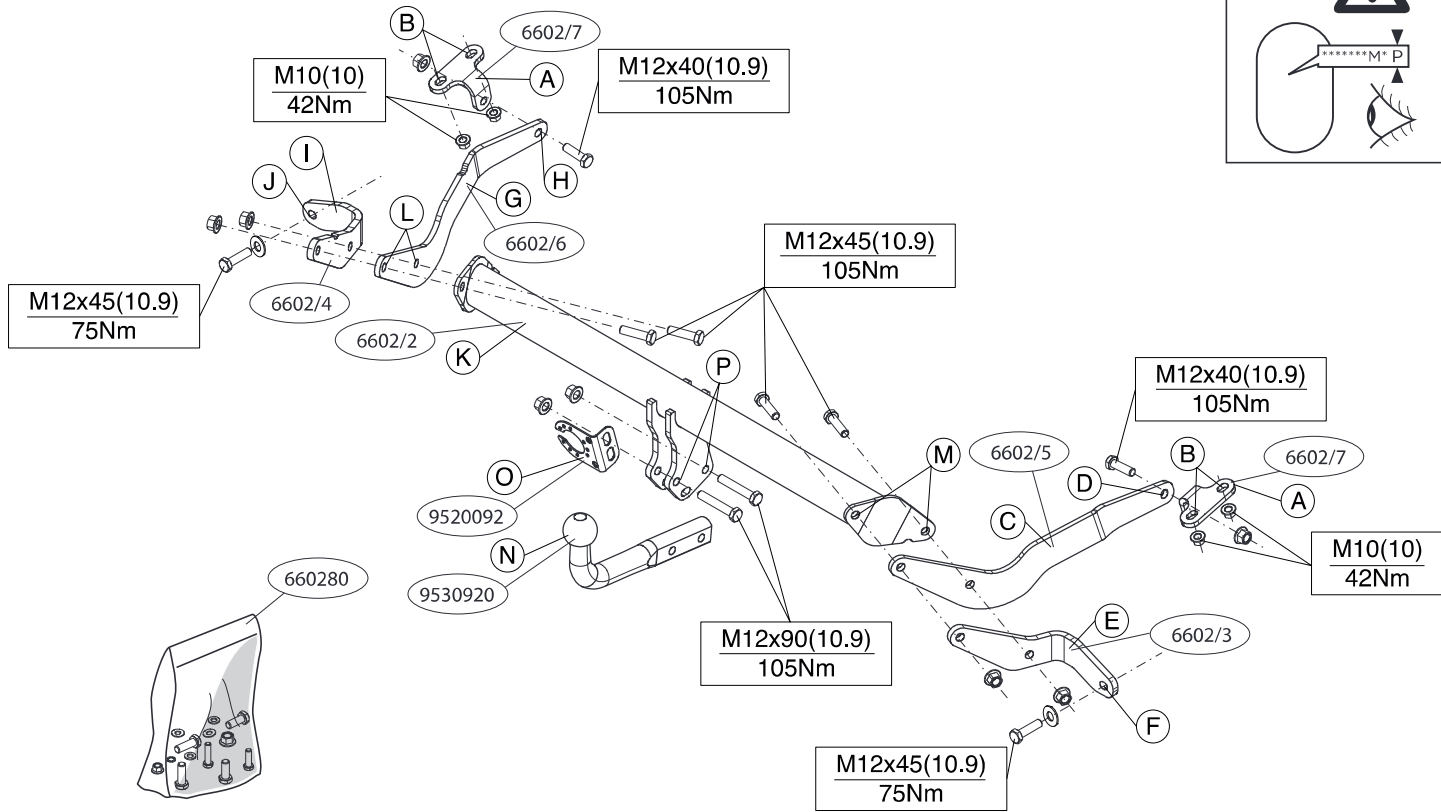 B
6602/7
A
M10(10)
42Nm
M12x40(10.9)
105Nm
*******M* P
I
J
H
G
L
6602/6
M12x45(10.9)
105Nm
M12x45(10.9)
75Nm
6602/4
6602/2
K
P
M12x40(10.9)
105Nm
M
6602/5
D
B
6602/7
A
C
O
9520092
N
9530920
M10(10)
42Nm
660280
E
6602/3
M12x90(10.9)
105Nm
F
M12x45(10.9)
75Nm